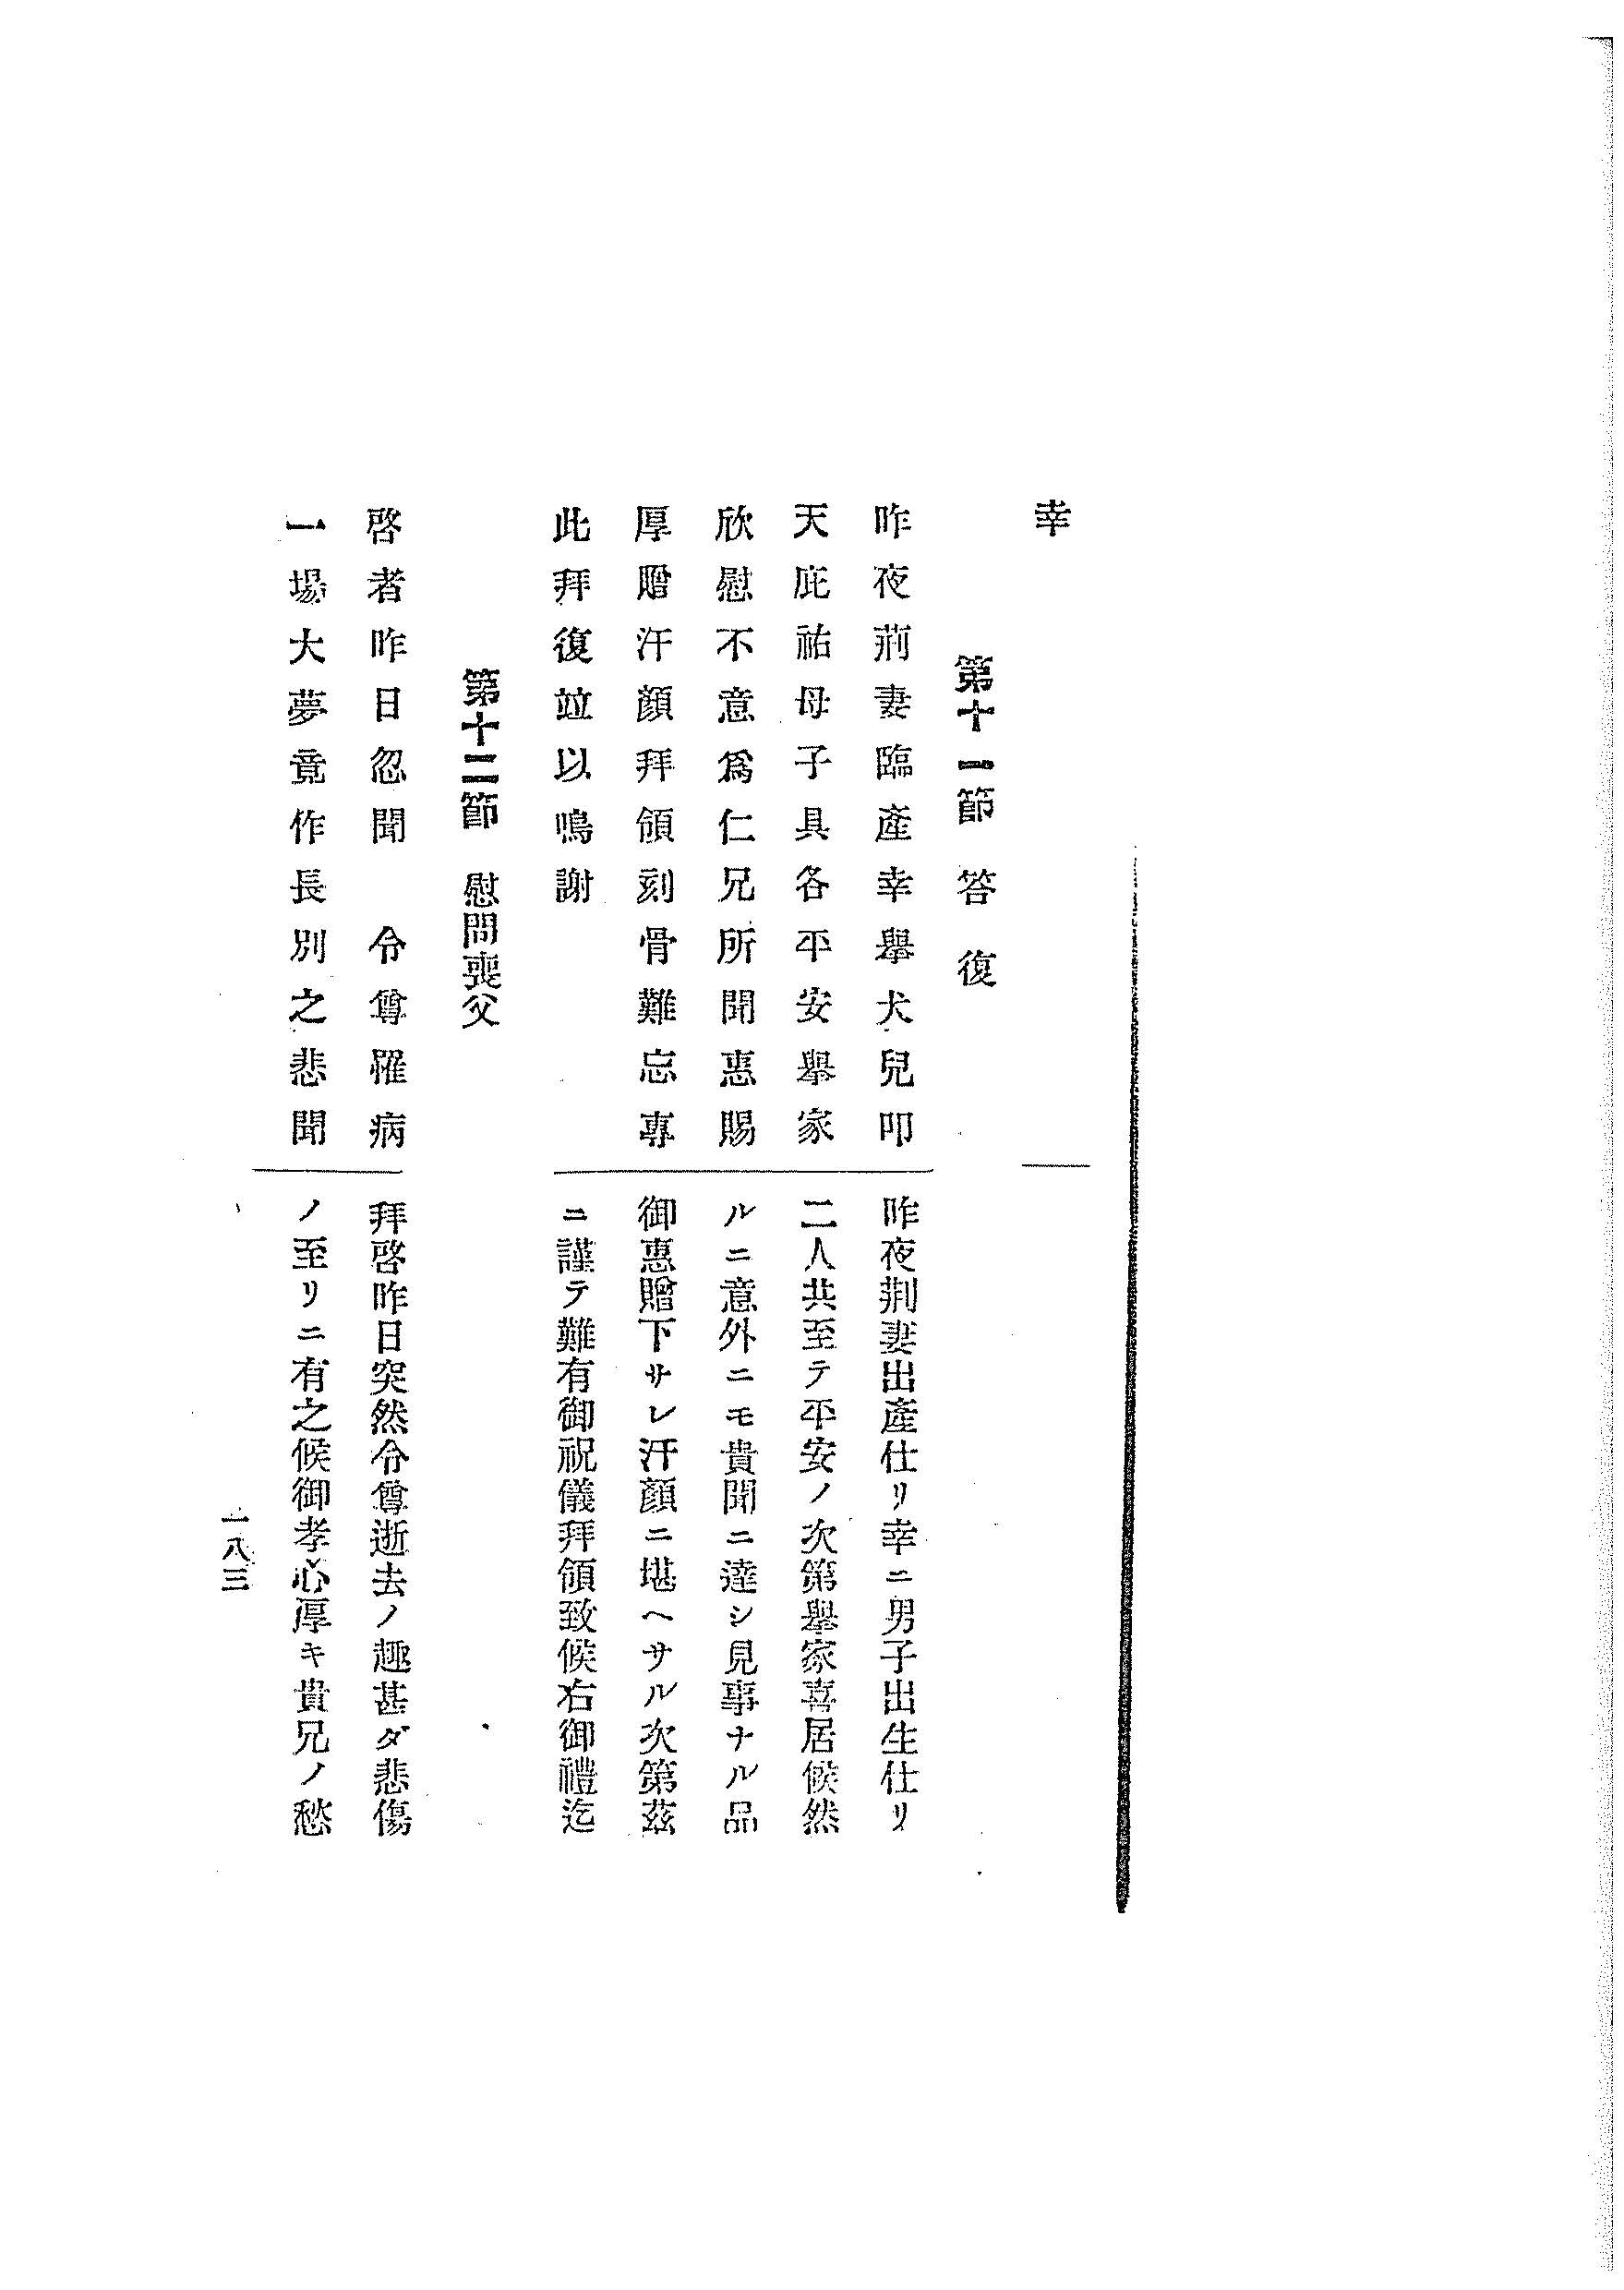 幸
第十一節　答　復
昨夜荊妻臨產幸舉犬兒叩
天庇祐母子具各平安舉家
欣慰不意爲仁兄所聞惠賜
厚贈汗顏拜領刻骨難忘專
此拜復竝以鳴謝
昨夜荆妻出產仕リ幸ニ男子出生仕リ
二人共至テ平安ノ次第舉家喜居候然
ルニ意外ニモ貴聞ニ達シ見事ナル品
御惠贈下サレ汗顏ニ堪ヘサル次第茲
ニ謹テ難有御祝儀拜領致候右御禮迄
第十二節　慰問喪父
啓者昨日忽聞　令尊罹病
一場大夢竟作長別之悲聞
拜啓昨日突然令尊逝去ノ趣甚ダ悲傷
ノ至リニ有之候御孝心厚キ貴兄ノ愁
一八三